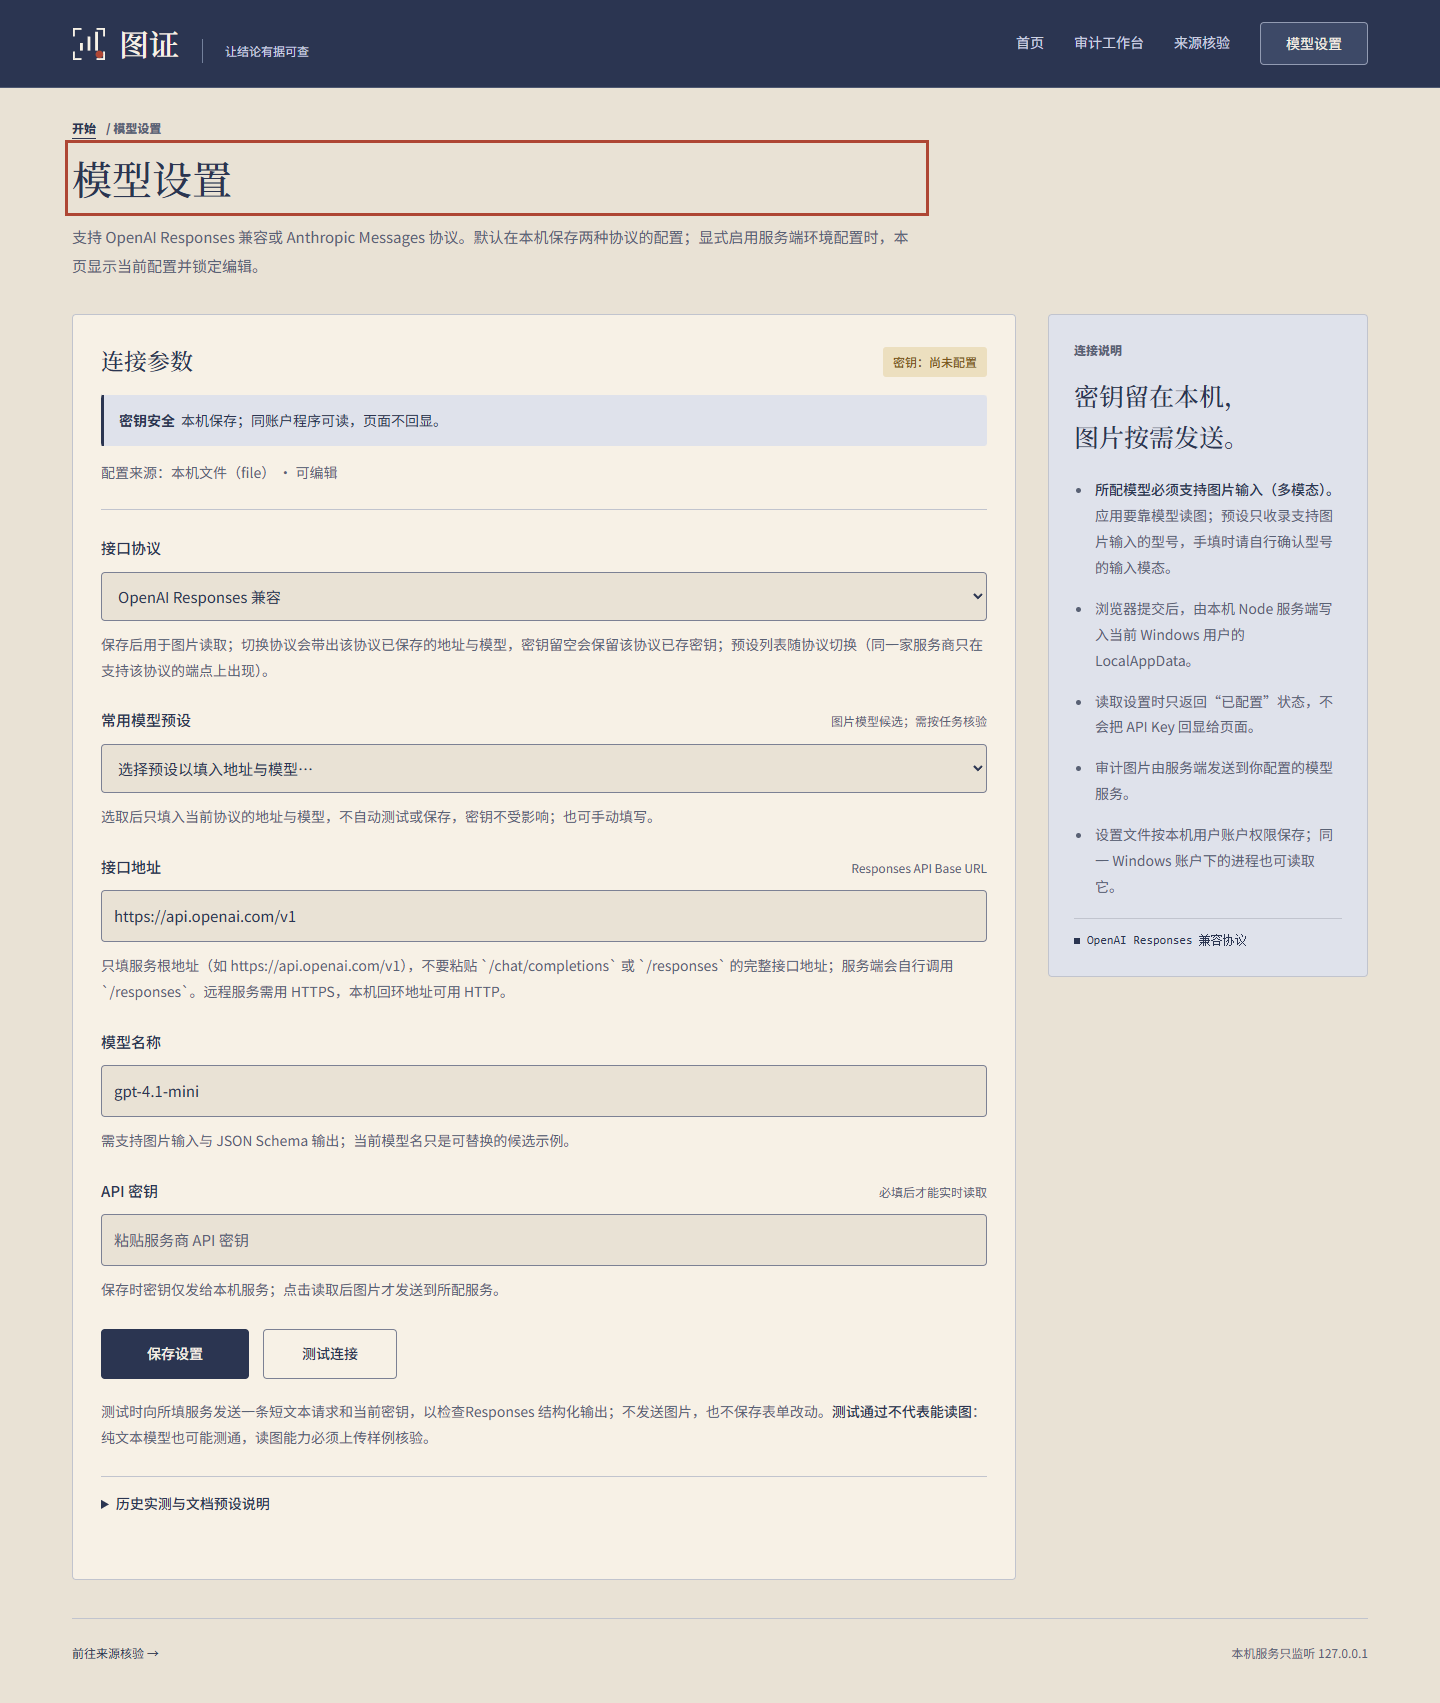 图证
让结论有据可查
首页
审计工作台
来源核验
模型设置
开始 / 模型设置
模型设置
支持 OpenAI Responses 兼容或 Anthropic Messages 协议。默认在本机保存两种协议的配置；显式启用服务端环境配置时，本
页显示当前配置并锁定编辑。
连接参数
密钥：尚未配置
密钥安全 本机保存；同账户程序可读，页面不回显。
配置来源：本机文件（file） · 可编辑
接口协议
OpenAI Responses 兼容
保存后用于图片读取；切换协议会带出该协议已保存的地址与模型，密钥留空会保留该协议已存密钥；预设列表随协议切换（同一家服务商只在
支持该协议的端点上出现）。
常用模型预设
图片模型候选；需按任务核验
选择预设以填入地址与模型…
选取后只填入当前协议的地址与模型，不自动测试或保存，密钥不受影响；也可手动填写。
接口地址
Responses API Base URL
https://api.openai.com/v1
只填服务根地址（如 https://api.openai.com/v1），不要粘贴 `/chat/completions` 或 `/responses` 的完整接口地址；服务端会自行调用
`/responses`。远程服务需用 HTTPS，本机回环地址可用 HTTP。
模型名称
gpt-4.1-mini
需支持图片输入与 JSON Schema 输出；当前模型名只是可替换的候选示例。
API 密钥
必填后才能实时读取
粘贴服务商 API 密钥
保存时密钥仅发给本机服务；点击读取后图片才发送到所配服务。
保存设置
测试连接
测试时向所填服务发送一条短文本请求和当前密钥，以检查Responses 结构化输出；不发送图片，也不保存表单改动。测试通过不代表能读图：
纯文本模型也可能测通，读图能力必须上传样例核验。
历史实测与文档预设说明
连接说明
密钥留在本机，
图片按需发送。
所配模型必须支持图片输入（多模态）。
应用要靠模型读图；预设只收录支持图
片输入的型号，手填时请自行确认型号
的输入模态。
浏览器提交后，由本机 Node 服务端写
入当前 Windows 用户的
LocalAppData。
读取设置时只返回“已配置”状态，不
会把 API Key 回显给页面。
审计图片由服务端发送到你配置的模型
服务。
设置文件按本机用户账户权限保存；同
一 Windows 账户下的进程也可读取
它。
OpenAI Responses 兼容协议
前往来源核验 →
本机服务只监听 127.0.0.1